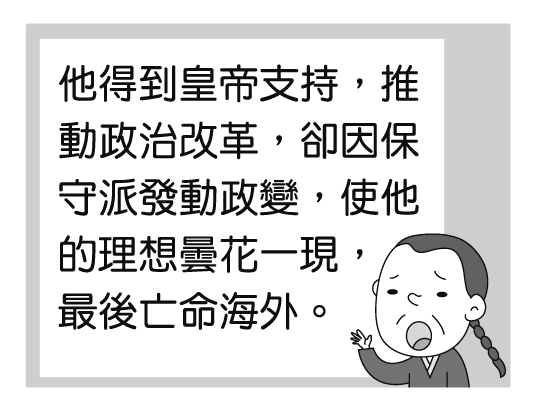 他得到皇帝支持，推
動政治改革，卻因保
守派發動政變，使他
的理想曇花一現，
最後亡命海外。